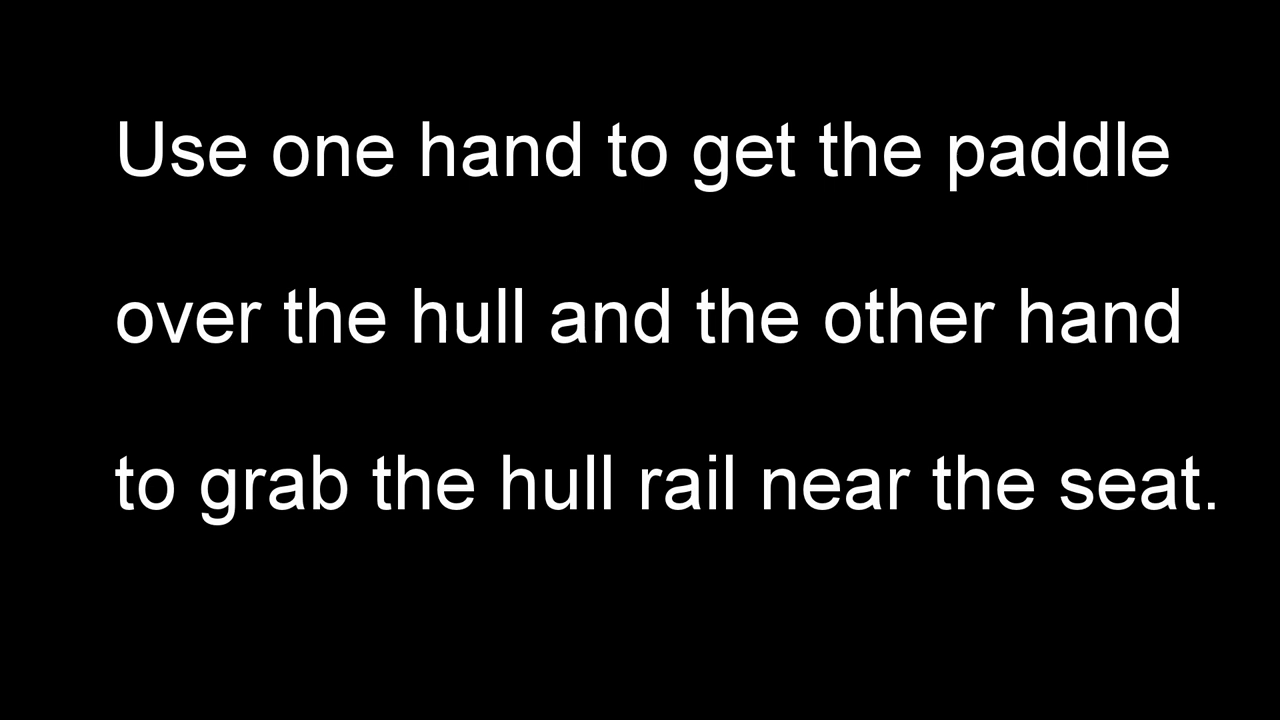 Use one hand to get the paddle
over the hull and the other hand
to grab the hull rail near the seat.